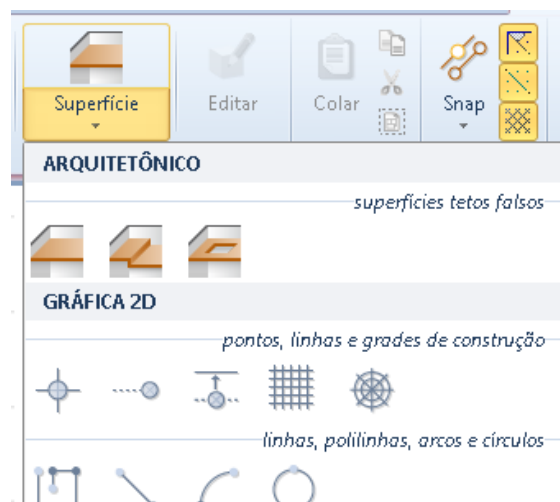 Superfície
Editar
Colar
Snap
ARQUITETÔNICO
superfícies tetos falsos
GRÁFICA 2D
pontos, linhas e grades de construção
linhas, polilinhas, arcos e círculos